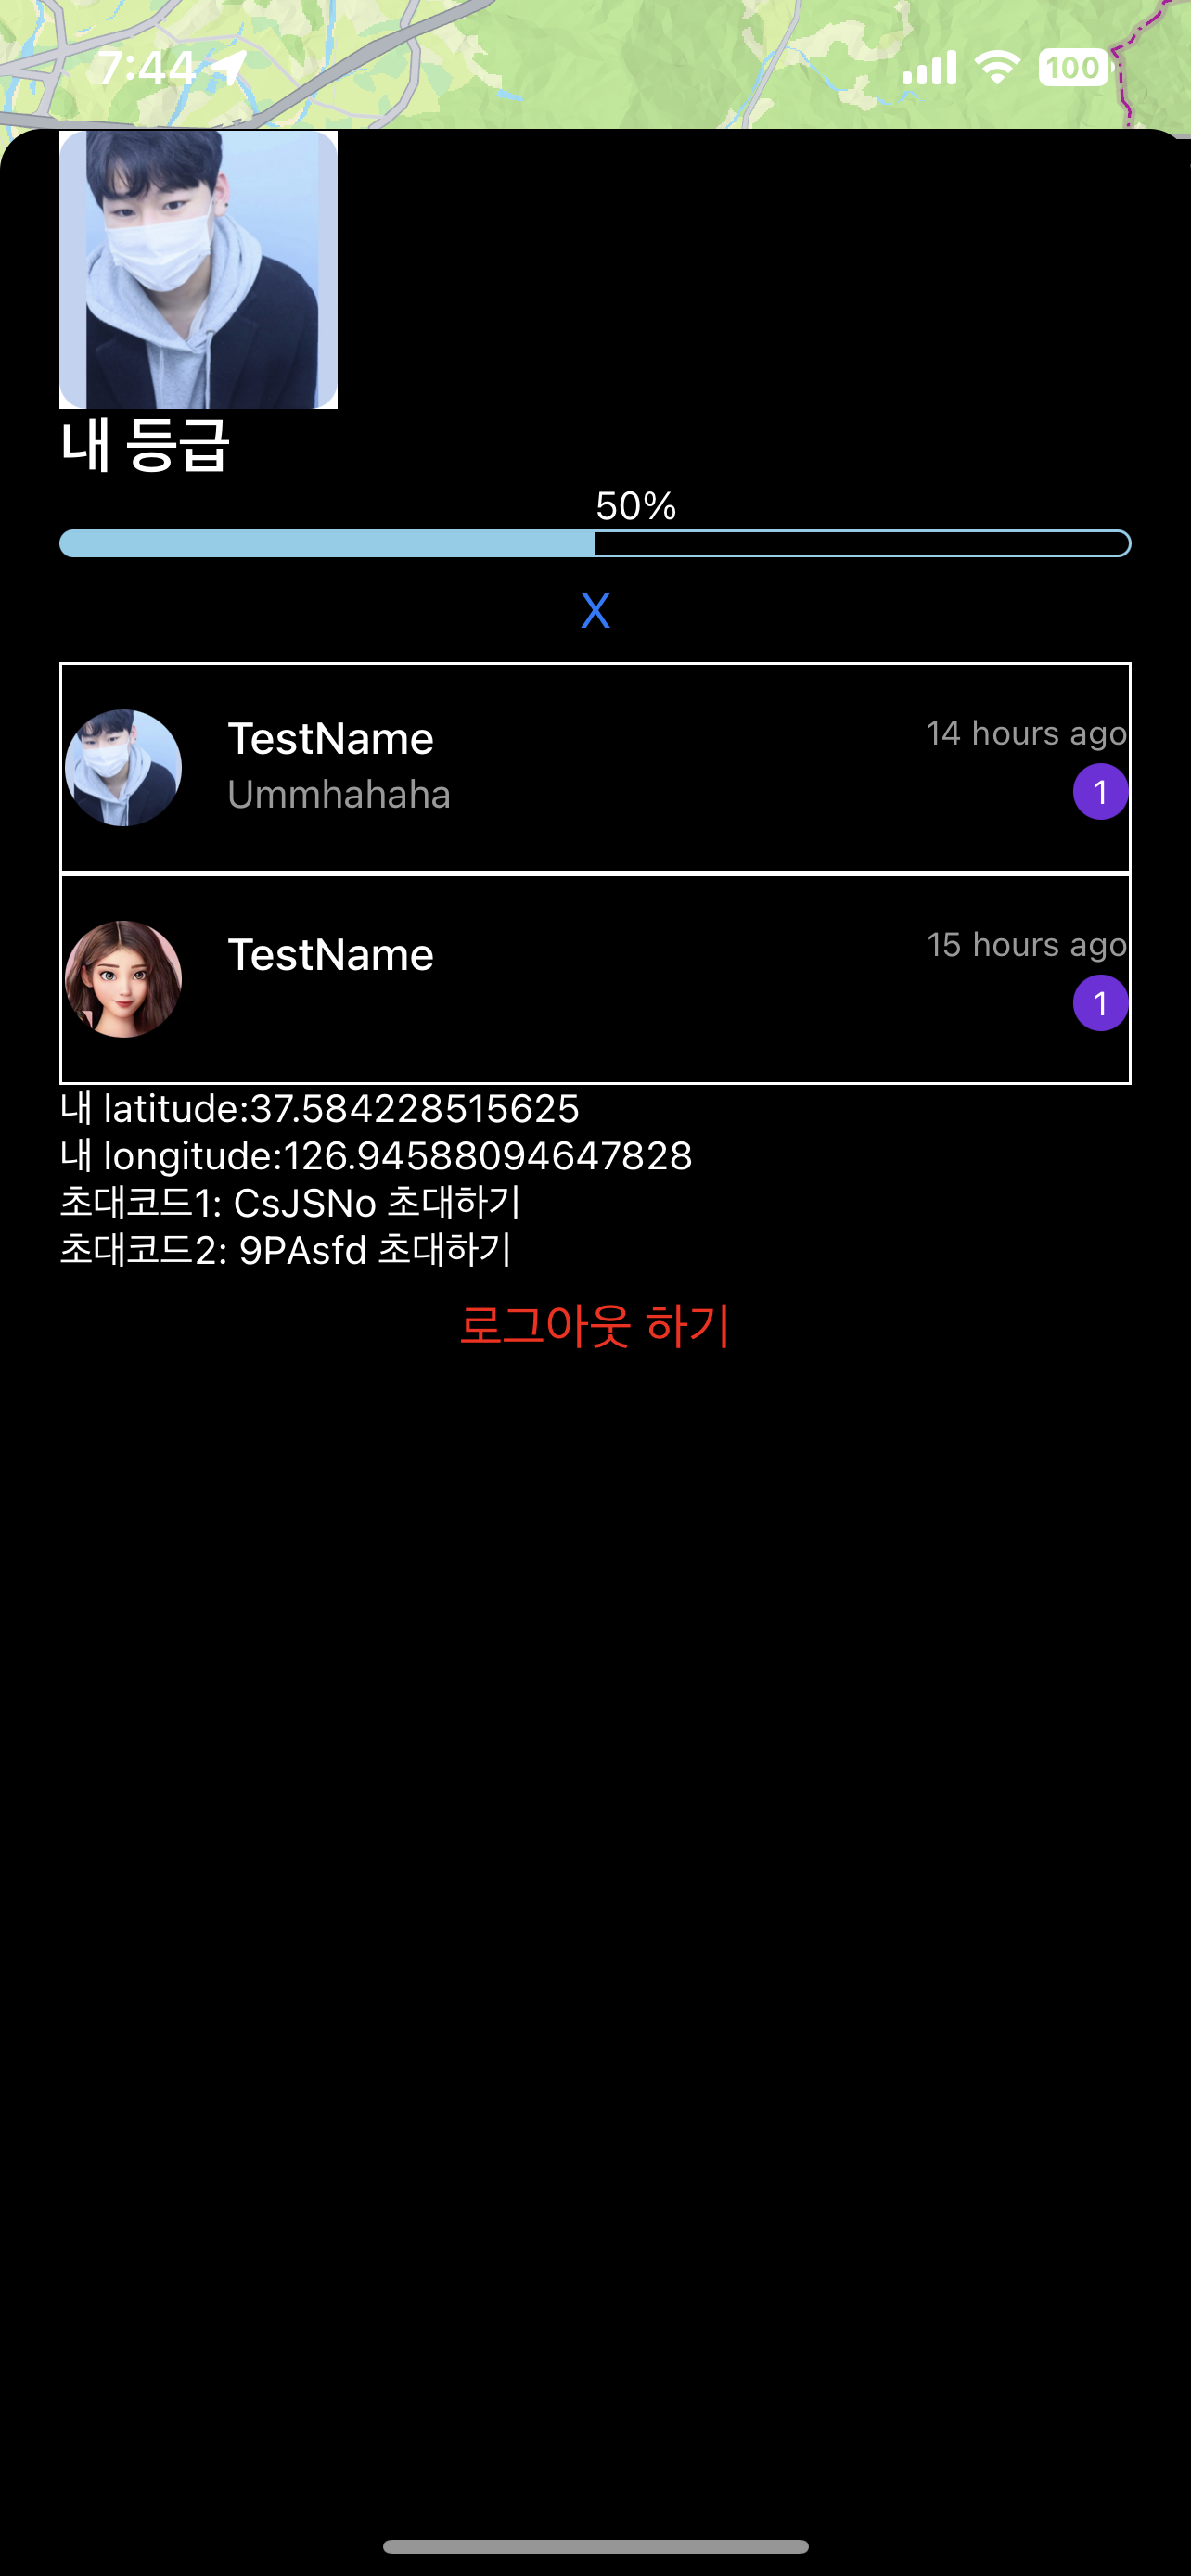 7:44
100
내 등급
50%
X
TestName
14 hours ago
Ummhahaha
1
TestName
15 hours ago
1
내 latitude:37.584228515625
내 longitude:126.94588094647828
초대코드1: CsJSNo 초대하기
초대코드2: 9PAsfd 초대하기
로그아웃 하기